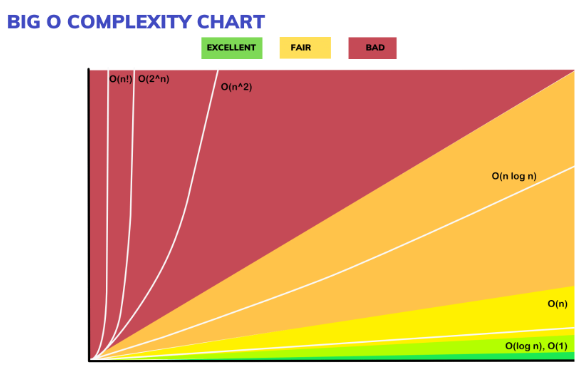 BIG O COMPLEXITY CHART
EXCELLENT FAIR BAD
O(n!) O(2^n) O(n^2)
O(n log n)
O(n)
O(log n), O(1)